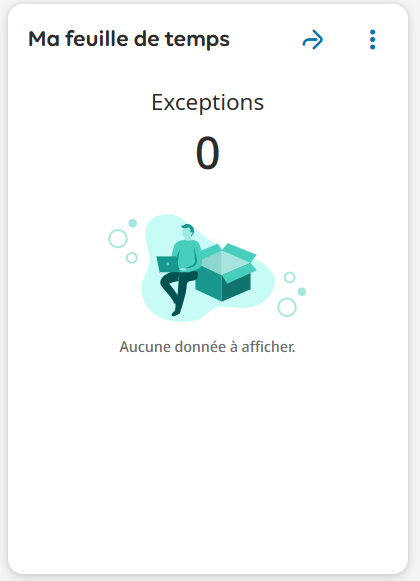 Ma feuille de temps
Exceptions
0
Aucune donnée à afficher.